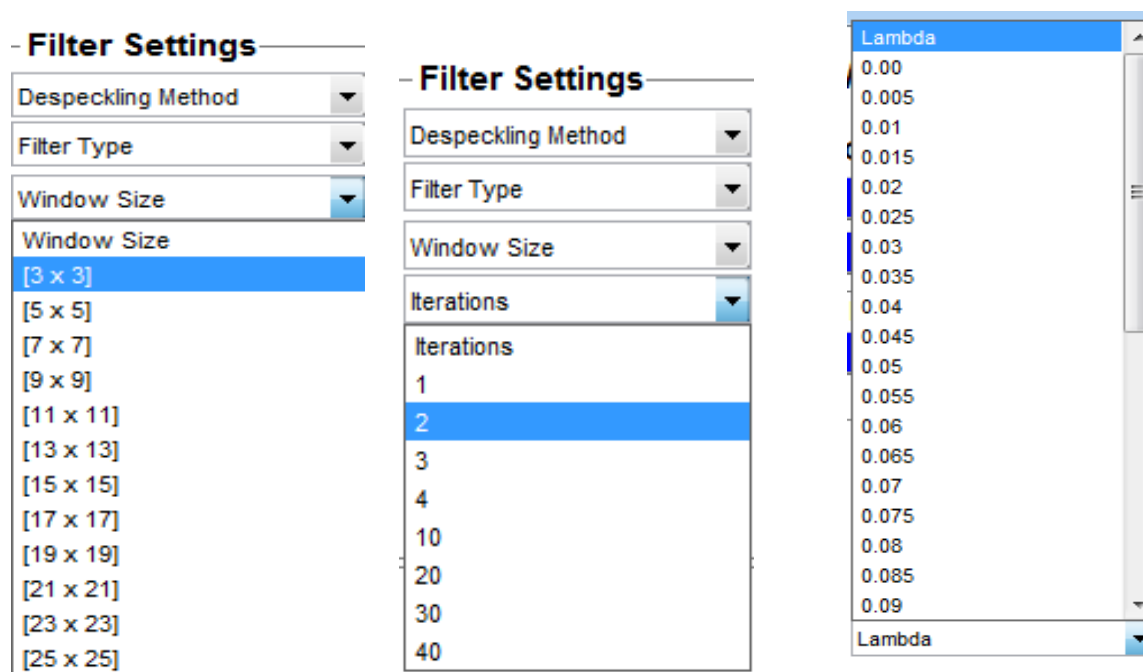 Filter Settings
Despeckling Method
Filter Type
Window Size
Window Size
[3 x 3]
[5 x 5]
[7 x 7]
[9 x 9]
[11 x 11]
[13 x 13]
[15 x 15]
[17 x 17]
[19 x 19]
[21 x 21]
[23 x 23]
[25 x 25]
Filter Settings
Despeckling Method
Filter Type
Window Size
Iterations
Iterations
1
2
3
4
10
20
30
40
Lambda
0.00
0.005
0.01
0.015
0.02
0.025
0.03
0.035
0.04
0.045
0.05
0.055
0.06
0.065
0.07
0.075
0.08
0.085
0.09
Lambda